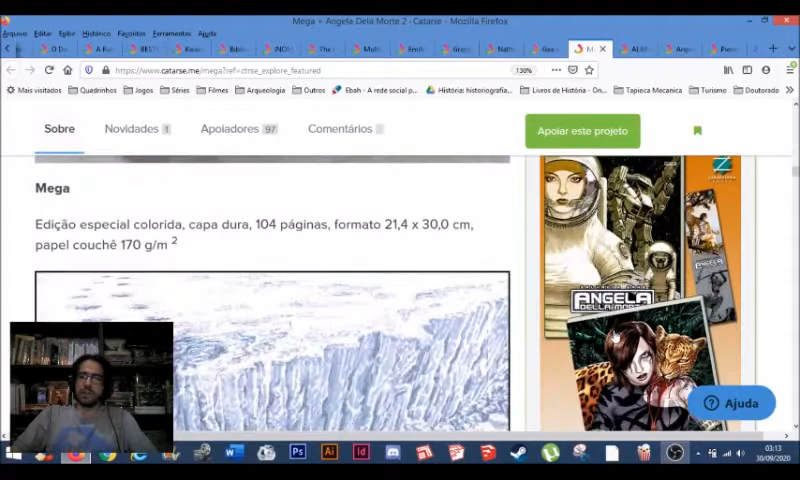 Mega + Angela Dela Morte 2 - Catarse - Mozilla Firefox
Arquivo Editar Exibir Histórico Favoritos Ferramentas Ajuda
https://www.catarse.me/mega?ref=ctrse_explore_featured
130%
Mais visitados Quadrinhos Jogos Séries Filmes Arqueologia Outros Ebah - A rede social p... História: historiografia... Livros de História - On... Tapioca Mecanica Turismo Doutorado
Sobre Novidades 1 Apoiadores 97 Comentários
Apoiar este projeto
Mega
Edição especial colorida, capa dura, 104 páginas, formato 21,4 x 30,0 cm,
papel couchê 170 g/m 2
ANGELA
DELLA MORTE
Ajuda
03:13
30/09/2020